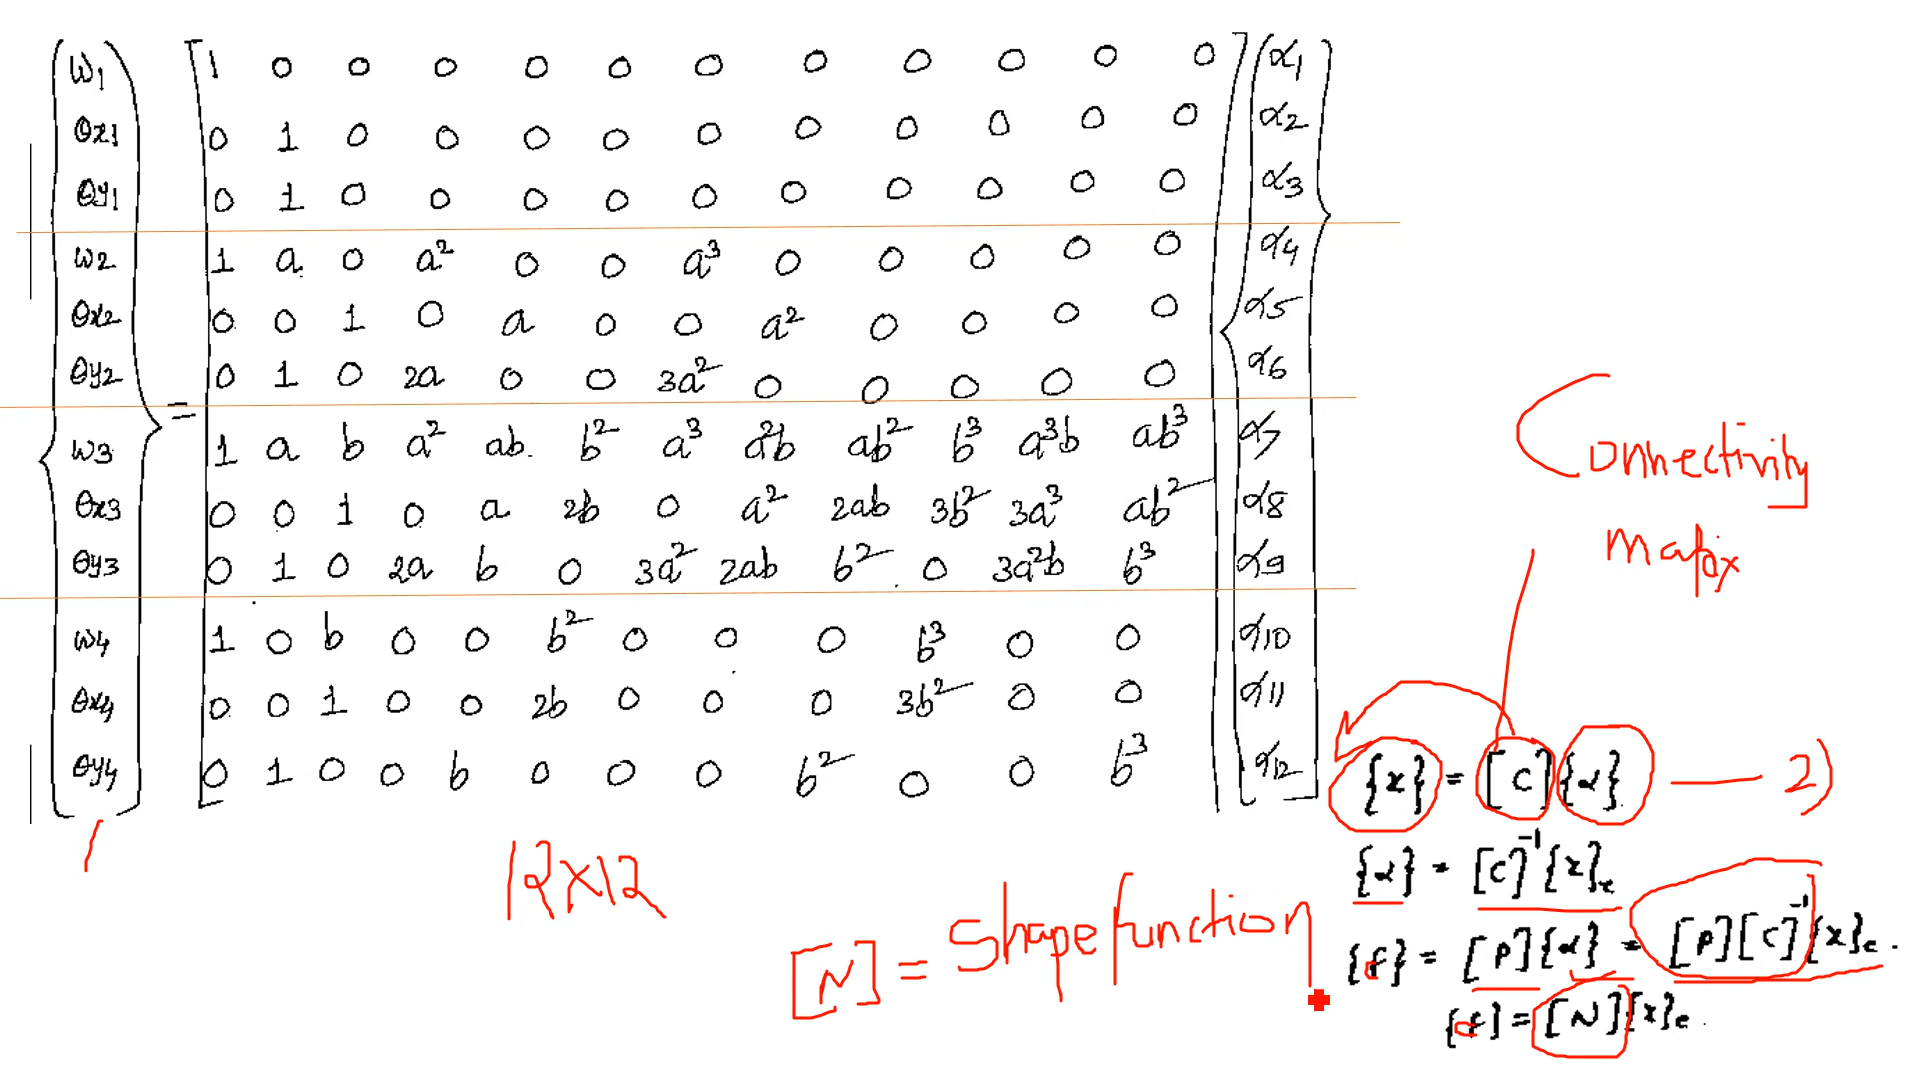 w1 1 0 0 0 0 0 0 0 0 0 0 0 α1
θx1 0 1 0 0 0 0 0 0 0 0 0 0 α2
θy1 0 1 0 0 0 0 0 0 0 0 0 0 α3
w2 1 a 0 a² 0 0 a³ 0 0 0 0 0 α4
θx2 0 0 1 0 a 0 0 a² 0 0 0 0 α5
θy2 0 1 0 2a 0 0 3a² 0 0 0 0 0 α6
=
w3 1 a b a² ab b² a³ a²b ab² b³ a³b ab³ α7
θx3 0 0 1 0 a 2b 0 a² 2ab 3b² 3a³ ab² α8
θy3 0 1 0 2a b 0 3a² 2ab b² 0 3a²b b³ α9
w4 1 0 b 0 0 b² 0 0 0 b³ 0 0 α10
θx4 0 0 1 0 0 2b 0 0 0 3b² 0 0 α11
θy4 0 1 0 0 b 0 0 0 b² 0 0 b³ α12
Connectivity
matrix
12×12
{x} = [C]{α} — 2)
{α} = [C]⁻¹{x}e
{f} = [P]{α} = [P][C]⁻¹{x}e.
{f} = [N]{x}e.
[N] = Shape function